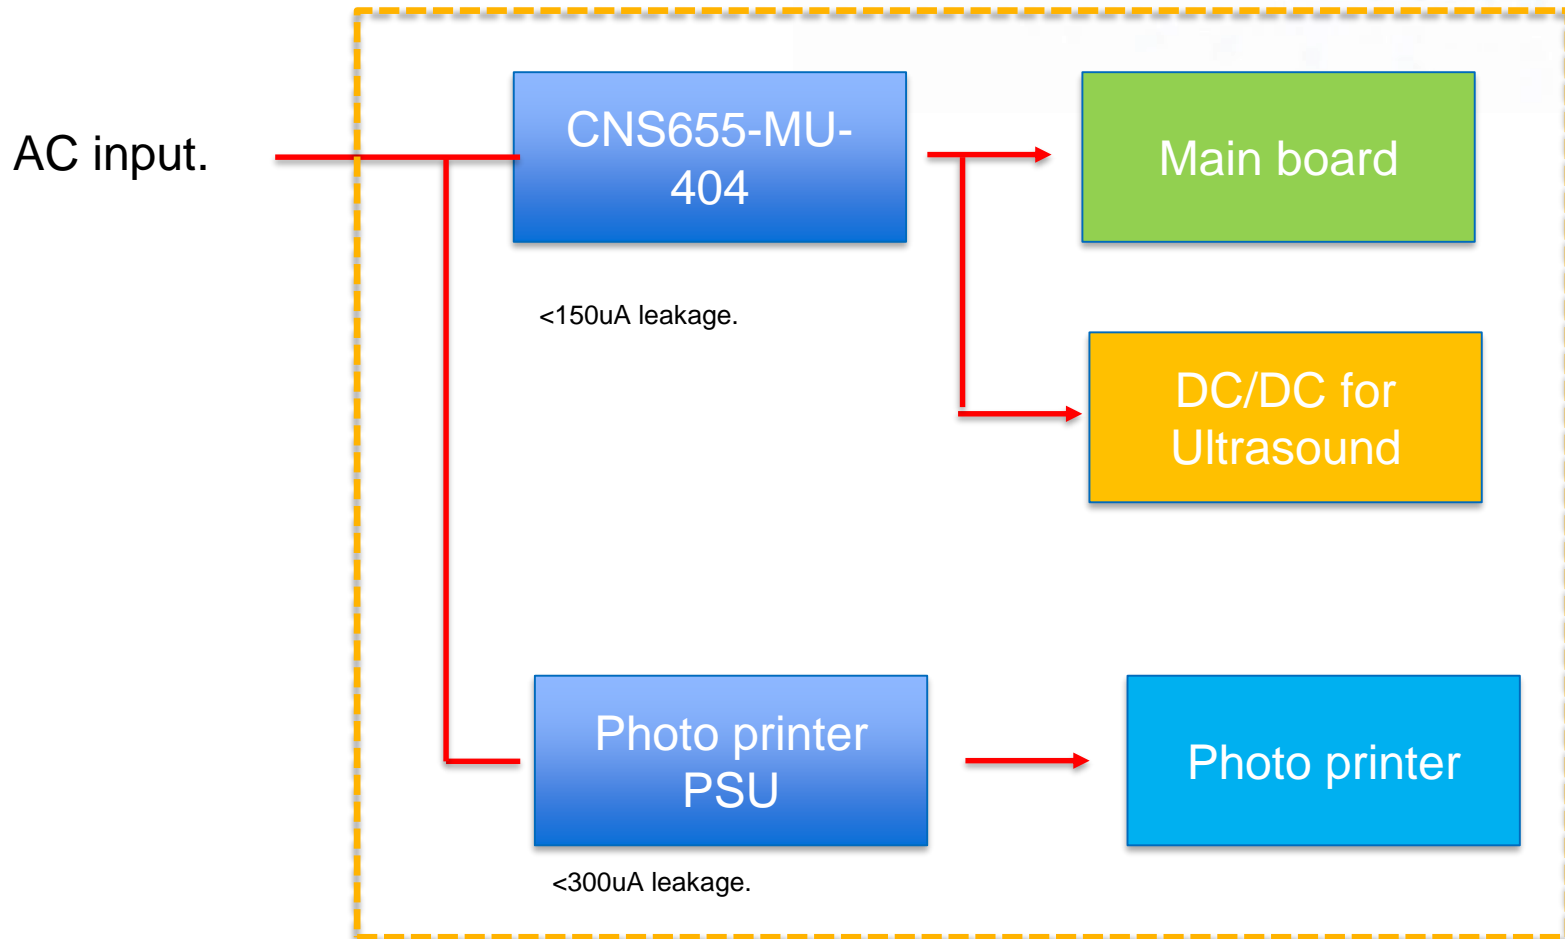 AC input.
CNS655-MU-
404
Main board
<150uA leakage.
DC/DC for
Ultrasound
Photo printer
PSU
Photo printer
<300uA leakage.